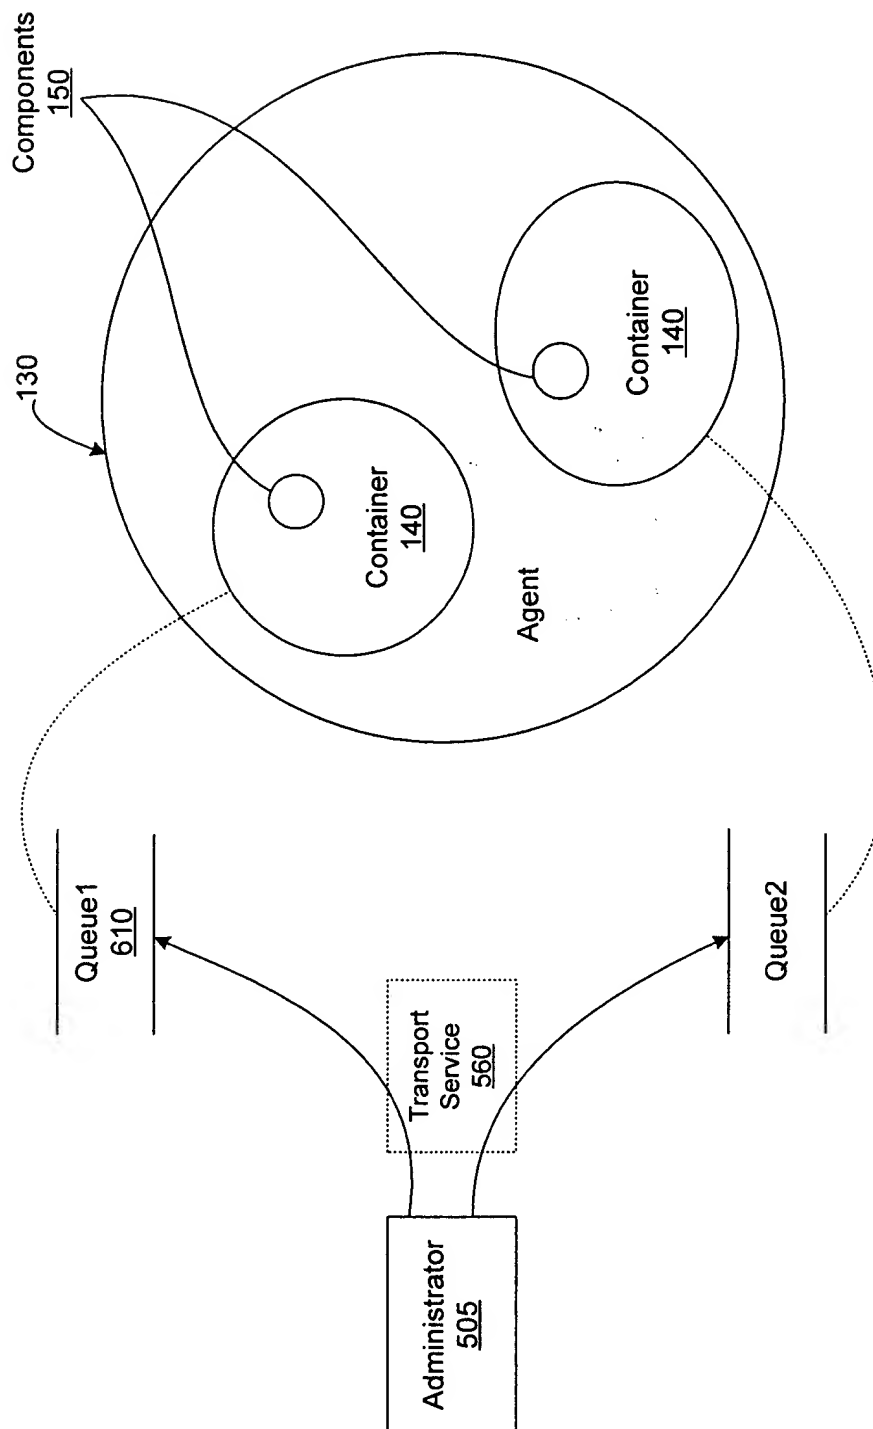 Components
150
130
Container
140
Container
140
Agent
Queue1
610
Queue2
Transport
Service
560
Administrator
505